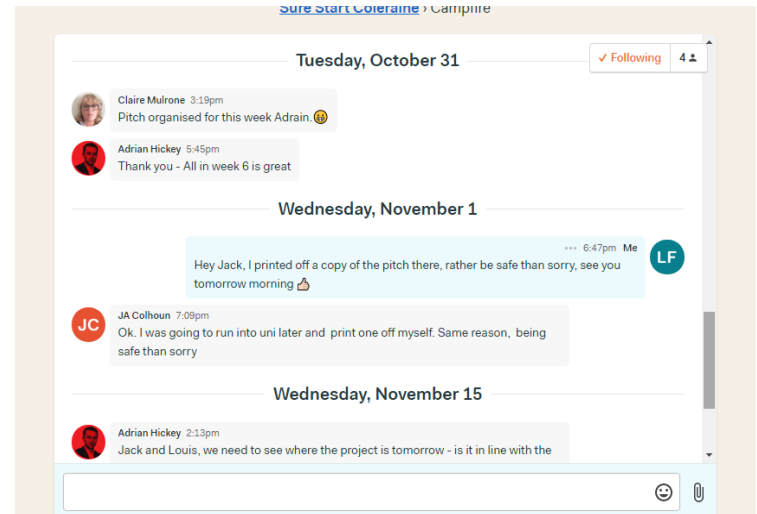 Sure Start Coleraine › Campfire
Tuesday, October 31
✓ Following 4
Claire Mulrone 3:19pm
Pitch organised for this week Adrain.😁
Adrian Hickey 5:45pm
Thank you - All in week 6 is great
Wednesday, November 1
••• 6:47pm Me
LF
Hey Jack, I printed off a copy of the pitch there, rather be safe than sorry, see you
tomorrow morning 👍🏻
JC
JA Colhoun 7:09pm
Ok. I was going to run into uni later and print one off myself. Same reason, being
safe than sorry
Wednesday, November 15
Adrian Hickey 2:13pm
Jack and Louis, we need to see where the project is tomorrow - is it in line with the